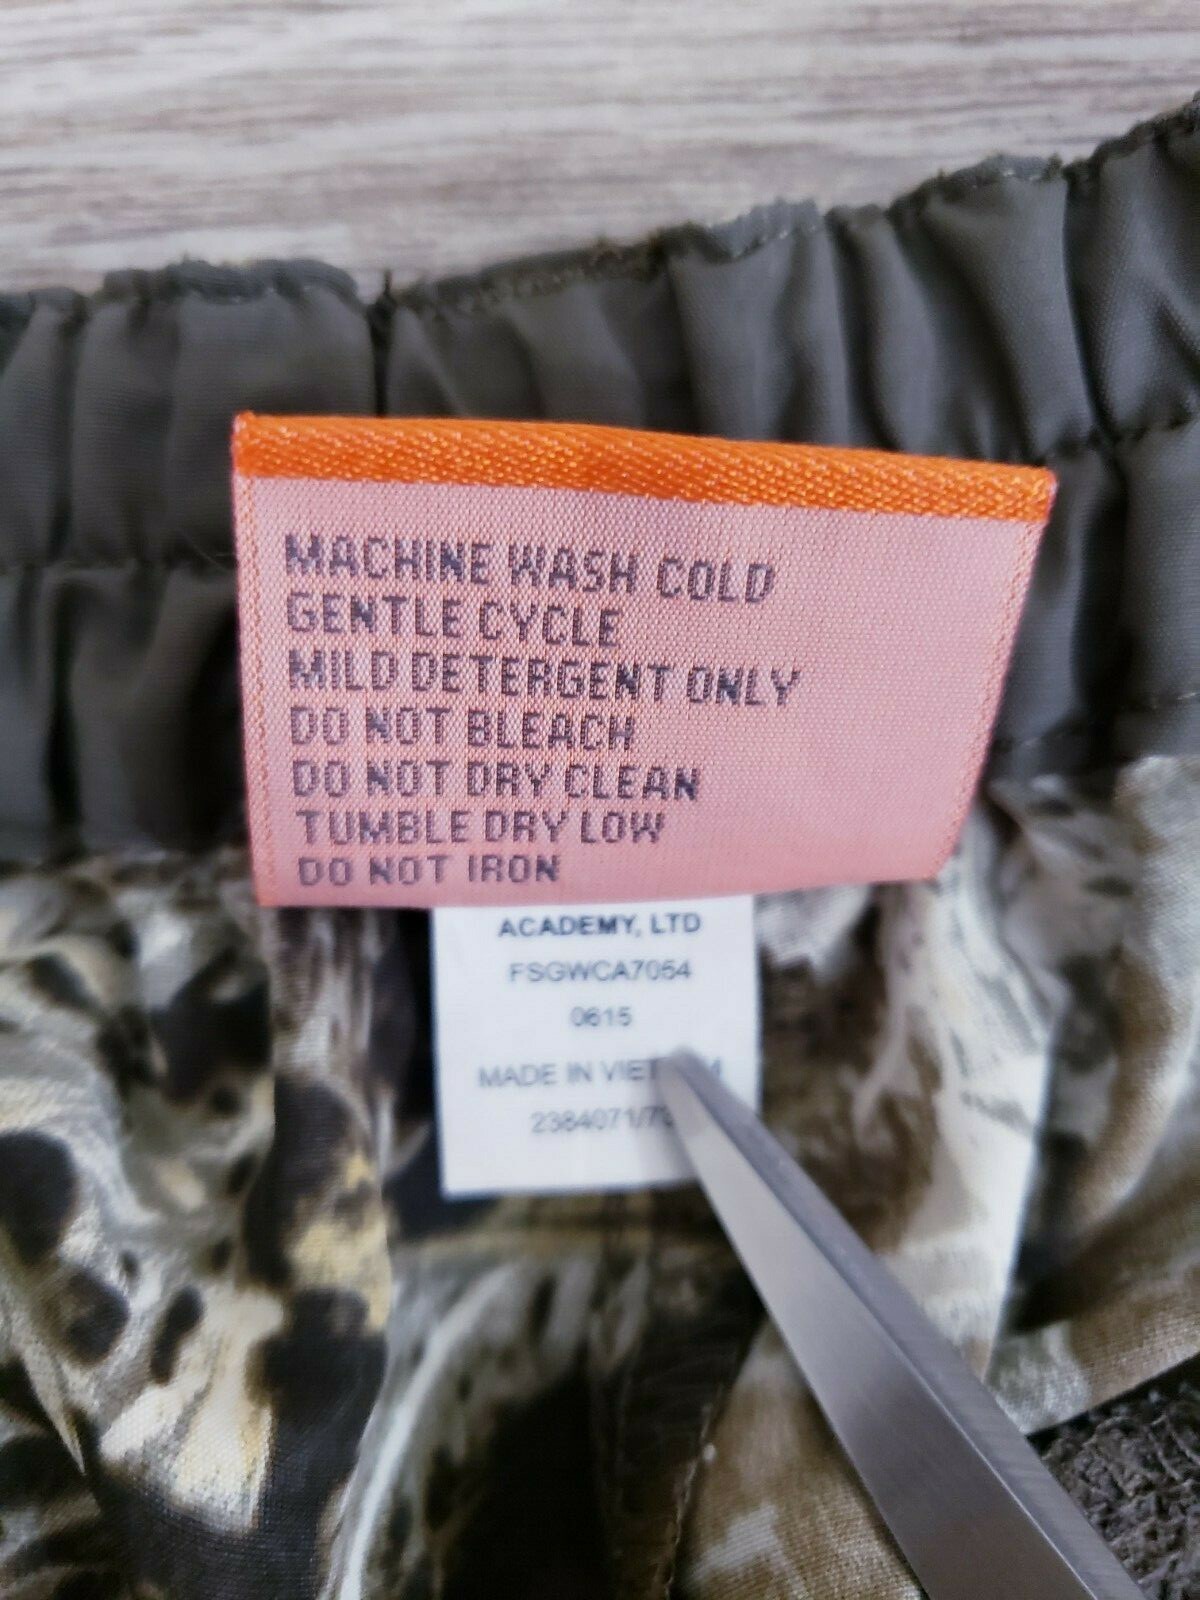 MACHINE WASH COLD
GENTLE CYCLE
MILD DETERGENT ONLY
DO NOT BLEACH
DO NOT DRY CLEAN
TUMBLE DRY LOW
DO NOT IRON
ACADEMY, LTD
FSGWCA7054
0615
MADE IN